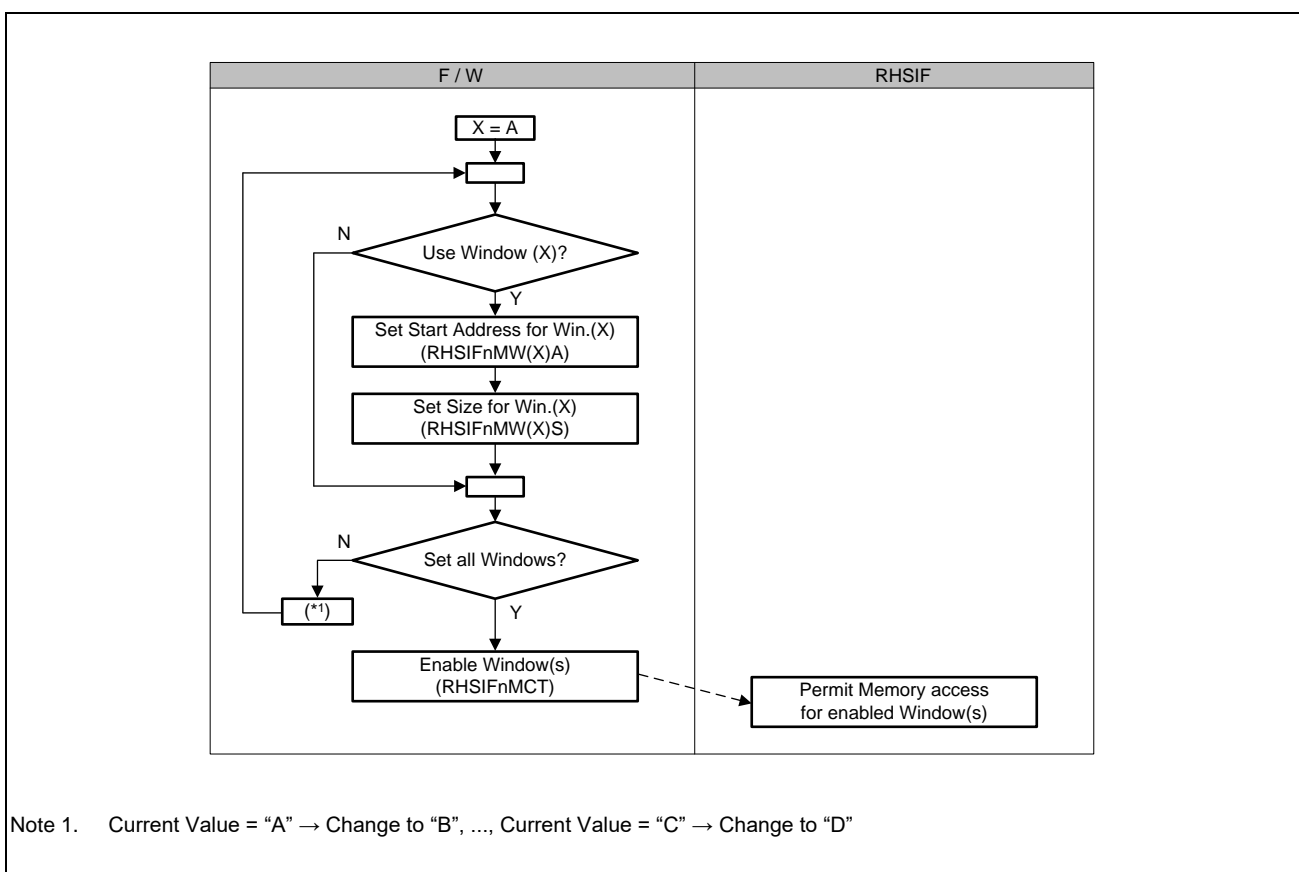 F / W
RHSIF
X = A
N
Use Window (X)?
Y
Set Start Address for Win.(X)
(RHSIFnMW(X)A)
Set Size for Win.(X)
(RHSIFnMW(X)S)
N
Set all Windows?
(*1)
Y
Enable Window(s)
(RHSIFnMCT)
Permit Memory access
for enabled Window(s)
Note 1. Current Value = “A” → Change to “B”, ..., Current Value = “C” → Change to “D”